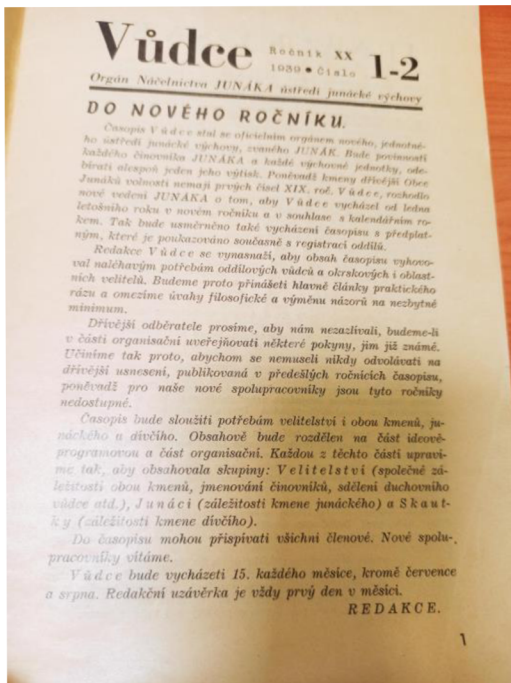 Vůdce Ročník XX 1939 • Číslo 1-2
Orgán Náčelnictva JUNÁKA ústředí junácké výchovy
DO NOVÉHO ROČNÍKU.
Časopis Vůdce stal se oficielním orgánem nového, jednotné-
ho ústředí junácké výchovy, zvaného JUNÁK. Bude povinností
každého činovníka JUNÁKA a každé výchovné jednotky, ode-
bírati alespoň jeden jeho výtisk. Poněvadž kmeny dřívější Obce
Junáků volnosti nemají prvých čísel XIX. roč. Vůdce, rozhodlo
nové vedení JUNÁKA o tom, aby Vůdce vycházel od ledna
letošního roku v novém ročníku a v souhlase s kalendářním ro-
kem. Tak bude usměrněno také vycházení časopisu s předplat-
ným, které je poukazováno současně s registrací oddílů.
Redakce Vůdce se vynasnaží, aby obsah časopisu vyhovo-
val naléhavým potřebám oddílových vůdců a okrskových i oblast-
ních velitelů. Budeme proto přinášeti hlavně články praktického
rázu a omezíme úvahy filosofické a výměnu názorů na nezbytné
minimum.
Dřívější odběratele prosíme, aby nám nezazlívali, budeme-li
v části organisační uveřejňovati některé pokyny, jim již známé.
Učiníme tak proto, abychom se nemuseli nikdy odvolávati na
dřívější usnesení, publikovaná v předešlých ročnících časopisu,
poněvadž pro naše nové spolupracovníky jsou tyto ročníky
nedostupné.
Časopis bude sloužiti potřebám velitelství i obou kmenů, ju-
náckého a dívčího. Obsahově bude rozdělen na část ideově-
programovou a část organisační. Každou z těchto částí upraví-
me tak, aby obsahovala skupiny: Velitelství (společné zá-
ležitosti obou kmenů, jmenování činovníků, sdělení duchovního
vůdce atd.), Junáci (záležitosti kmene junáckého) a Skaut-
ky (záležitosti kmene dívčího).
Do časopisu mohou přispívati všichni členové. Nové spolu-
pracovníky vítáme.
Vůdce bude vycházeti 15. každého měsíce, kromě července
a srpna. Redakční uzávěrka je vždy prvý den v měsíci.
REDAKCE.
1